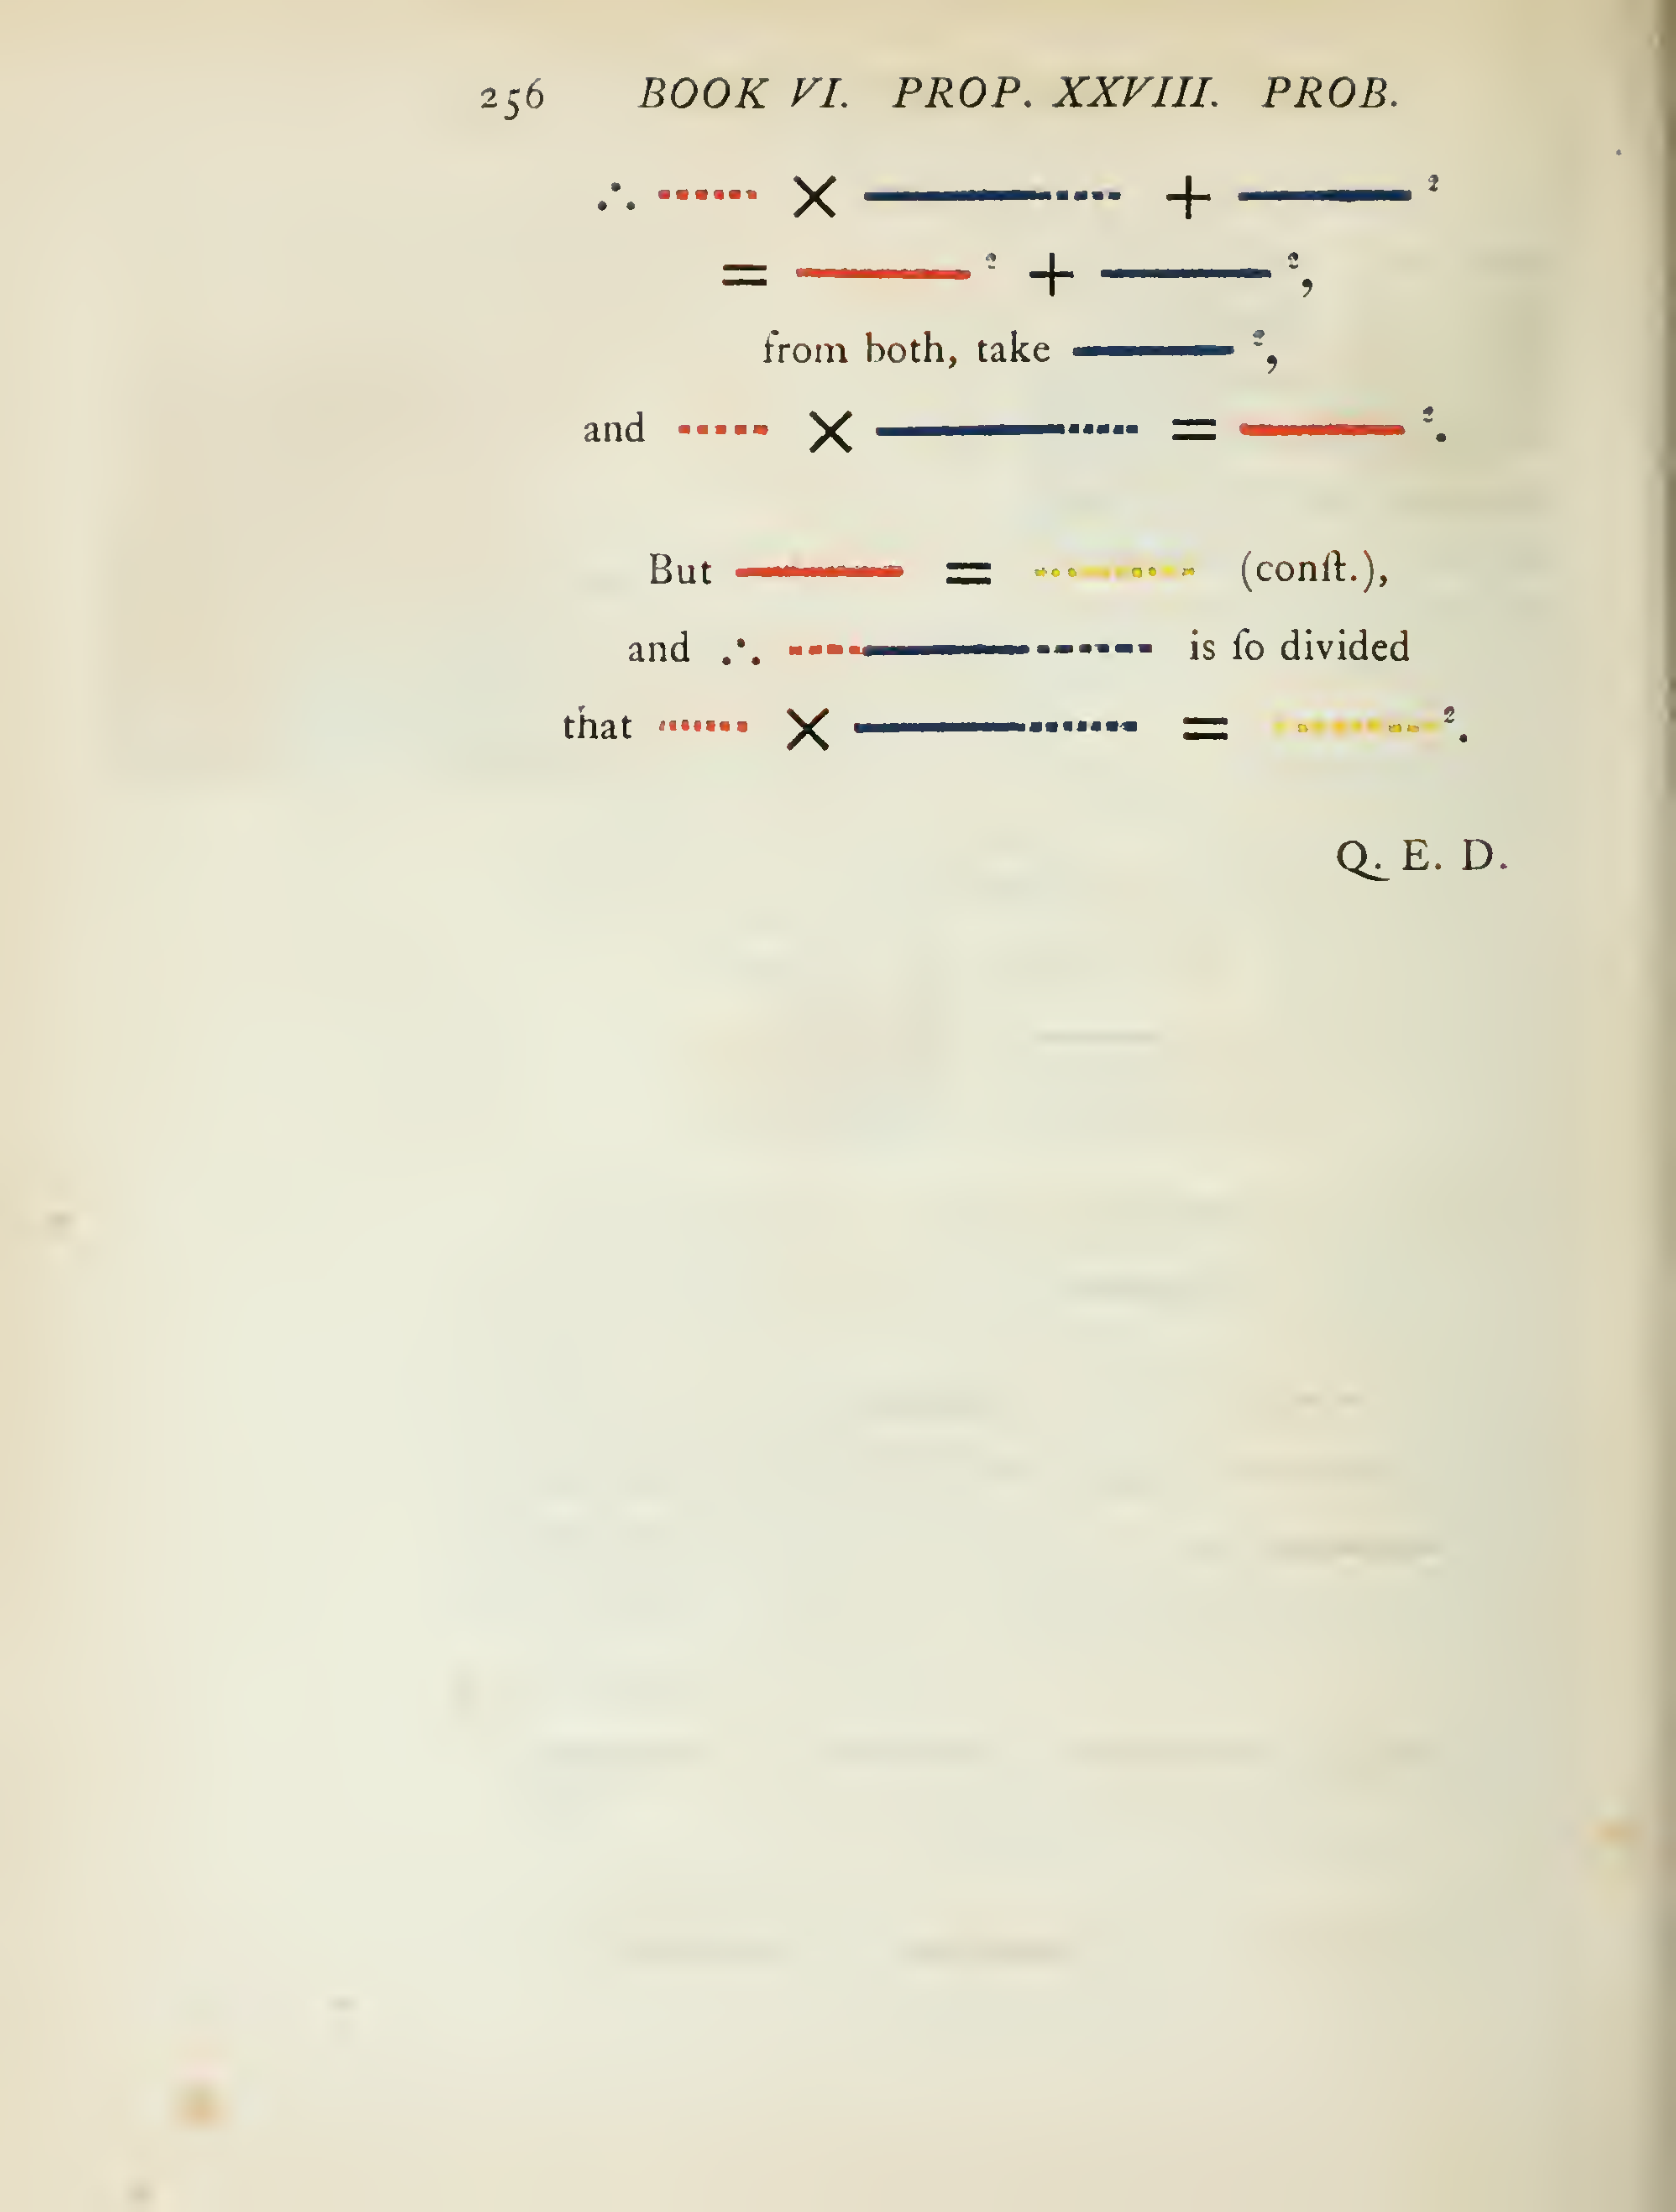 256 BOOK VI. PROP. XXVIII. PROB.
∴ × + ²
= ² + ²,
from both, take ²,
and × = ².
But = (conſt.),
and ∴ is ſo divided
that × = ².
Q. E. D.